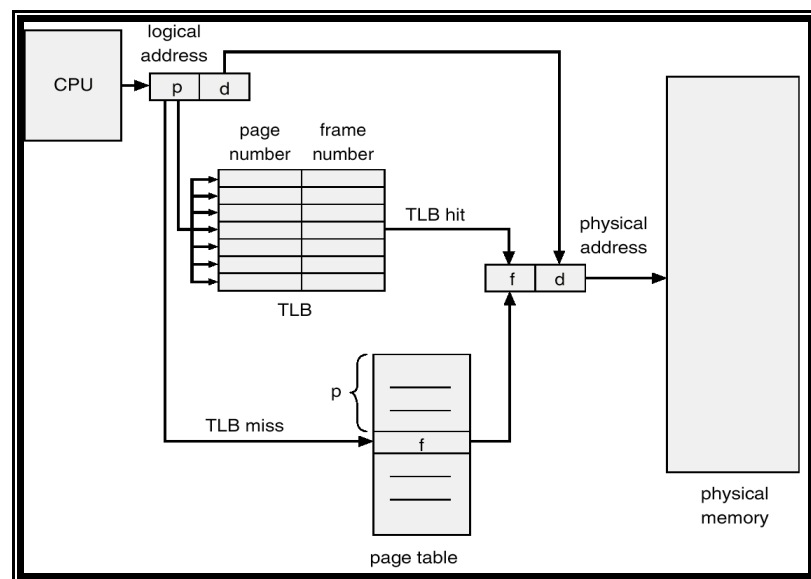 logical
address
CPU
p
d
page
number
frame
number
TLB hit
physical
address
f
d
TLB
p
TLB miss
f
physical
memory
page table